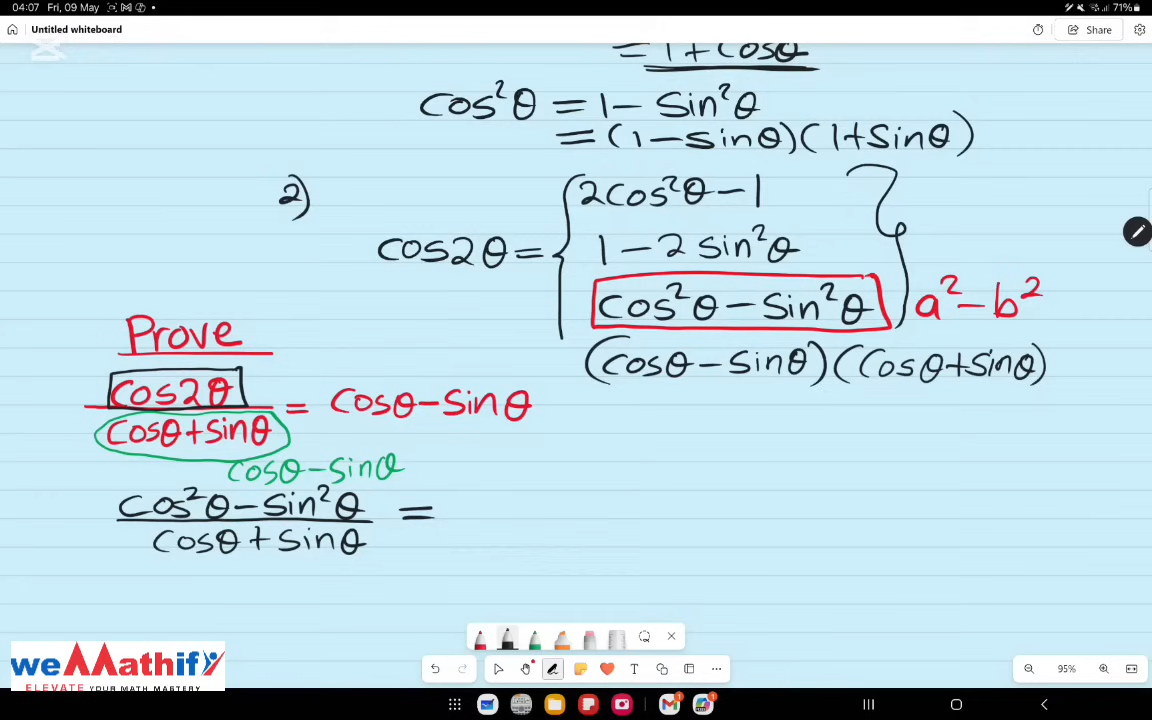 04:07 Fri, 09 May
71%
Untitled whiteboard
Share
= 1 + cosθ
cos²θ = 1 − sin²θ
= (1 − sinθ)(1 + sinθ)
2)
2cos²θ − 1
cos2θ =
1 − 2 sin²θ
cos²θ − sin²θ
a² − b²
(cosθ − sinθ)(cosθ + sinθ)
Prove
cos2θ
cosθ + sinθ
= cosθ − sinθ
cosθ − sinθ
cos²θ − sin²θ
cosθ + sinθ
=
95%
weMathify
ELEVATE YOUR MATH MASTERY